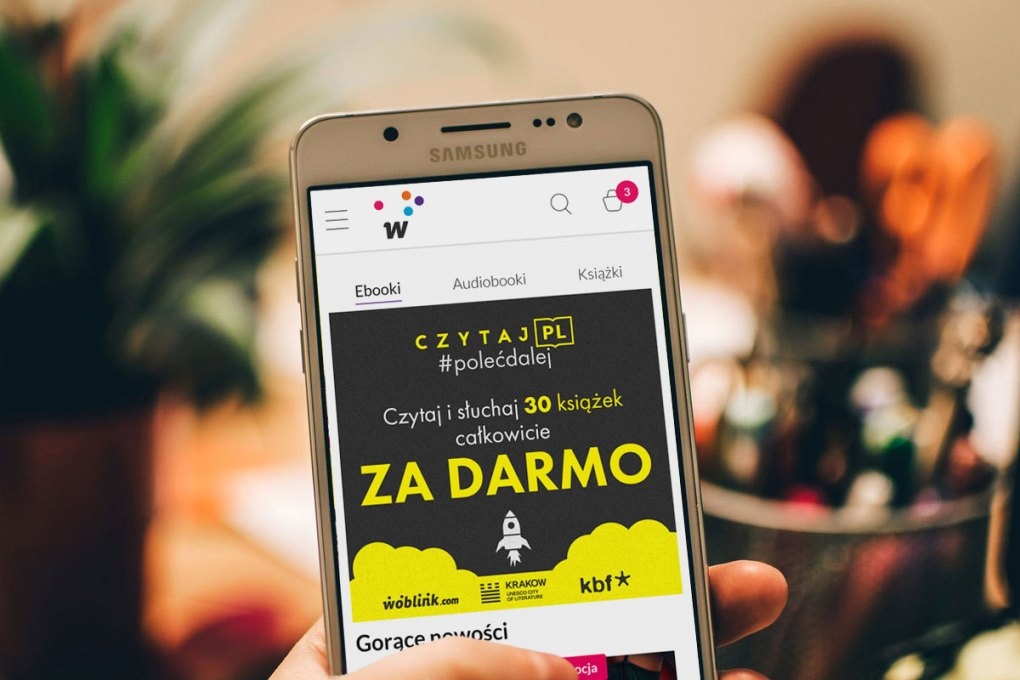 SAMSUNG
w
3
Ebooki
Audiobooki
Książki
CZYTAJ PL
#polećdalej
Czytaj i słuchaj 30 książek
całkowicie
ZA DARMO
woblink.com
KRAKOW
UNESCO CITY
OF LITERATURE
kbf*
Gorące nowości